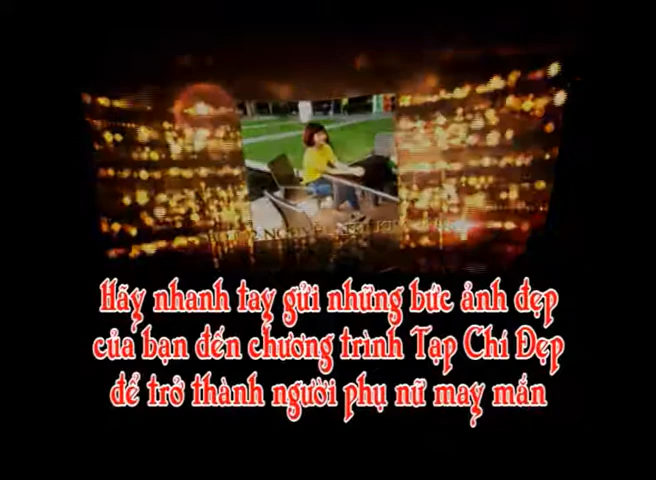 Hãy nhanh tay gửi những bức ảnh đẹp
của bạn đến chương trình Tạp Chí Đẹp
để trở thành người phụ nữ may mắn